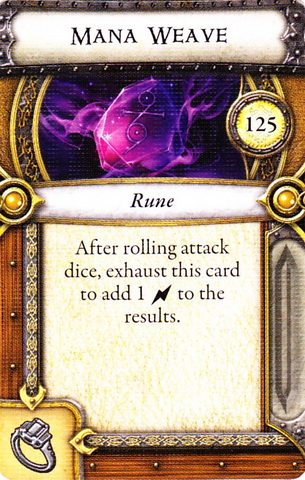 MANA WEAVE
125
Rune
After rolling attack
dice, exhaust this card
to add 1 to the
results.